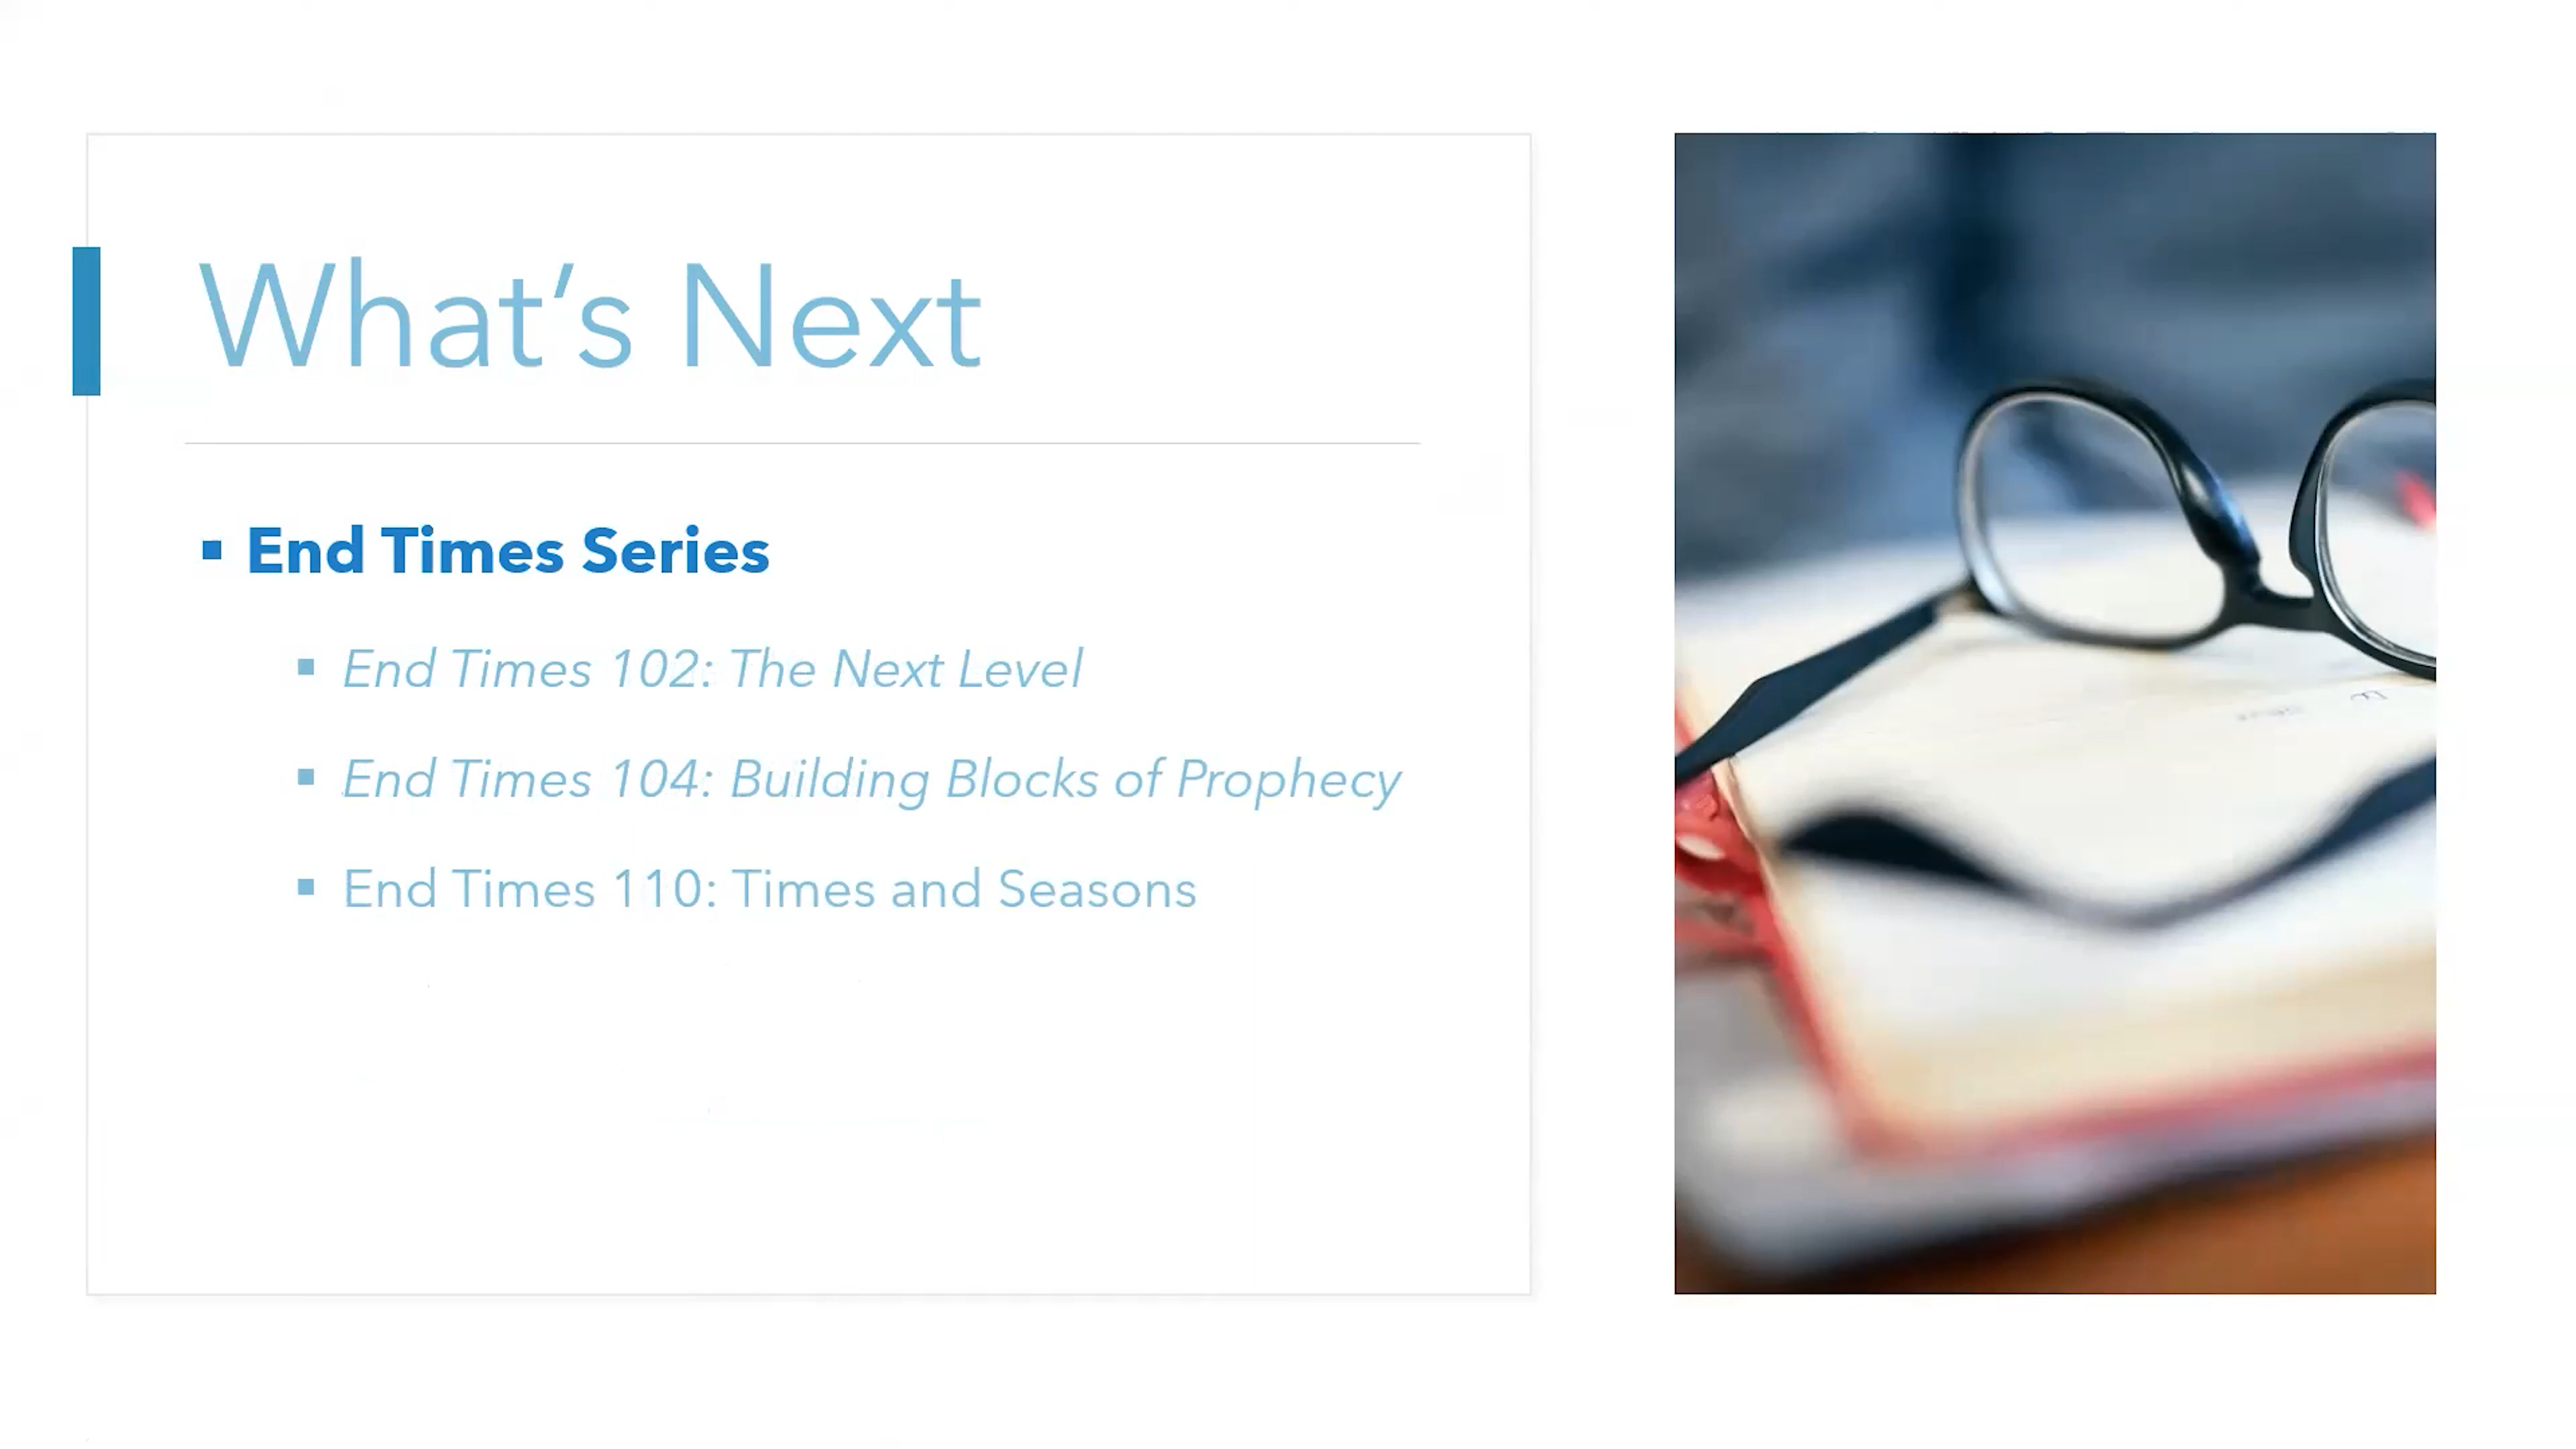 What's Next
▪ End Times Series
▪ End Times 102: The Next Level
▪ End Times 104: Building Blocks of Prophecy
▪ End Times 110: Times and Seasons